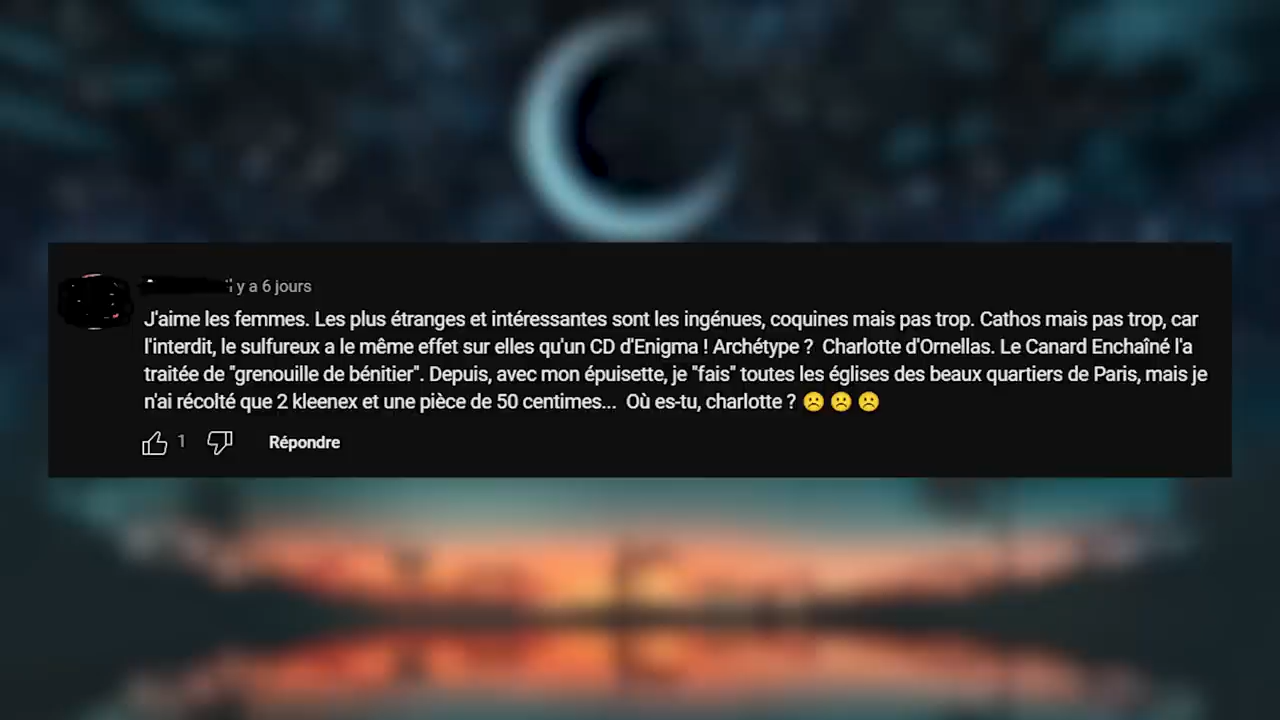 il y a 6 jours
J'aime les femmes. Les plus étranges et intéressantes sont les ingénues, coquines mais pas trop. Cathos mais pas trop, car
l'interdit, le sulfureux a le même effet sur elles qu'un CD d'Enigma ! Archétype ?  Charlotte d'Ornellas. Le Canard Enchaîné l'a
traitée de "grenouille de bénitier". Depuis, avec mon épuisette, je "fais" toutes les églises des beaux quartiers de Paris, mais je
n'ai récolté que 2 kleenex et une pièce de 50 centimes...  Où es-tu, charlotte ? ☹️ ☹️ ☹️
1 Répondre